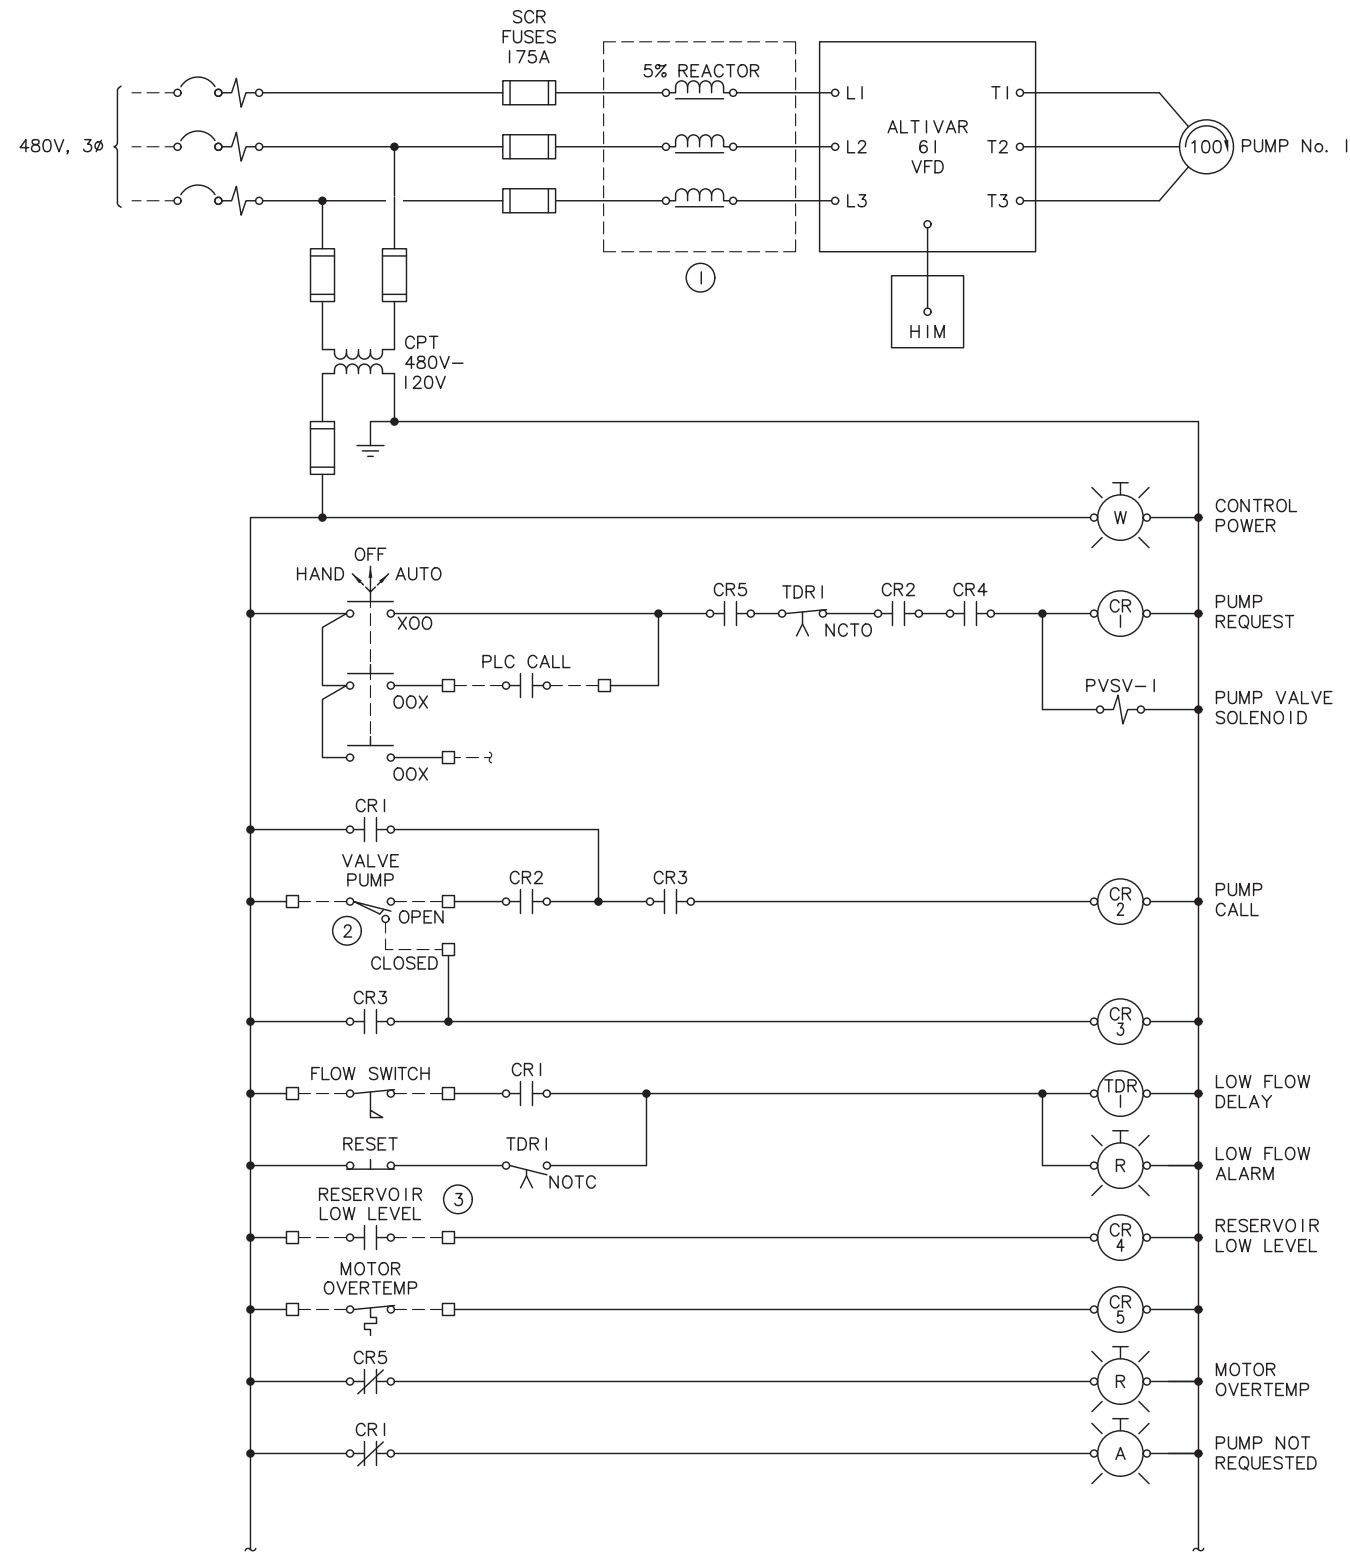 SCR
FUSES
175A
5% REACTOR
480V, 3ø
L1
L2
L3
ALTIVAR
61
VFD
T1
T2
T3
100
PUMP No. 1
1
HIM
CPT
480V-
120V
W
CONTROL
POWER
OFF
HAND
AUTO
XOO
CR5
TDR1
NCTO
CR2
CR4
CR
1
PUMP
REQUEST
PLC CALL
OOX
PVSV-1
PUMP VALVE
SOLENOID
OOX
CR1
VALVE
PUMP
OPEN
2
CLOSED
CR2
CR3
CR
2
PUMP
CALL
CR3
CR
3
FLOW SWITCH
CR1
TDR
1
LOW FLOW
DELAY
RESET
TDR1
NOTC
R
LOW FLOW
ALARM
3
RESERVOIR
LOW LEVEL
CR
4
RESERVOIR
LOW LEVEL
MOTOR
OVERTEMP
CR
5
CR5
R
MOTOR
OVERTEMP
CR1
A
PUMP NOT
REQUESTED